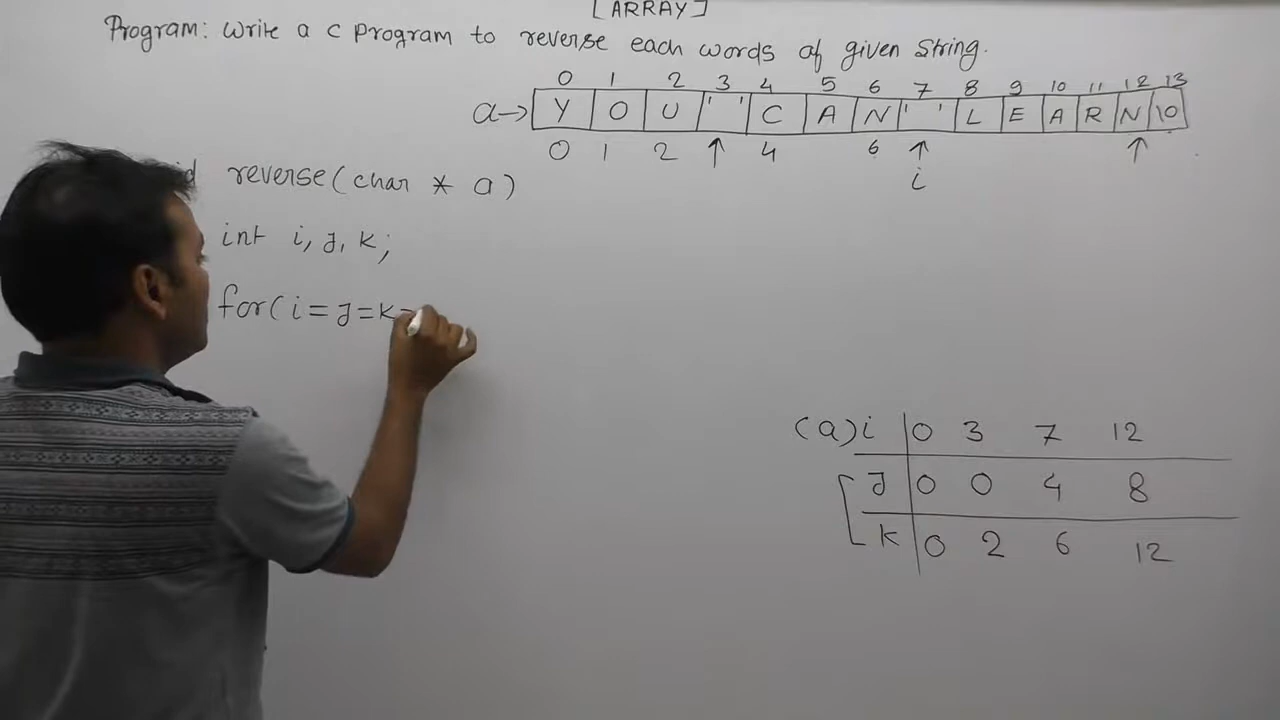 [ARRAY]
Program: Write a C program to reverse each words of given string.
0 1 2 3 4 5 6 7 8 9 10 11 12 13
a→ Y O U ' ' C A N ' ' L E A R N \0
0 1 2 ↑ 4 6 ↑ ↑
i
id reverse(char * a)
int i, J, K;
for(i=J=K=
(a)i 0 3 7 12
J 0 0 4 8
K 0 2 6 12